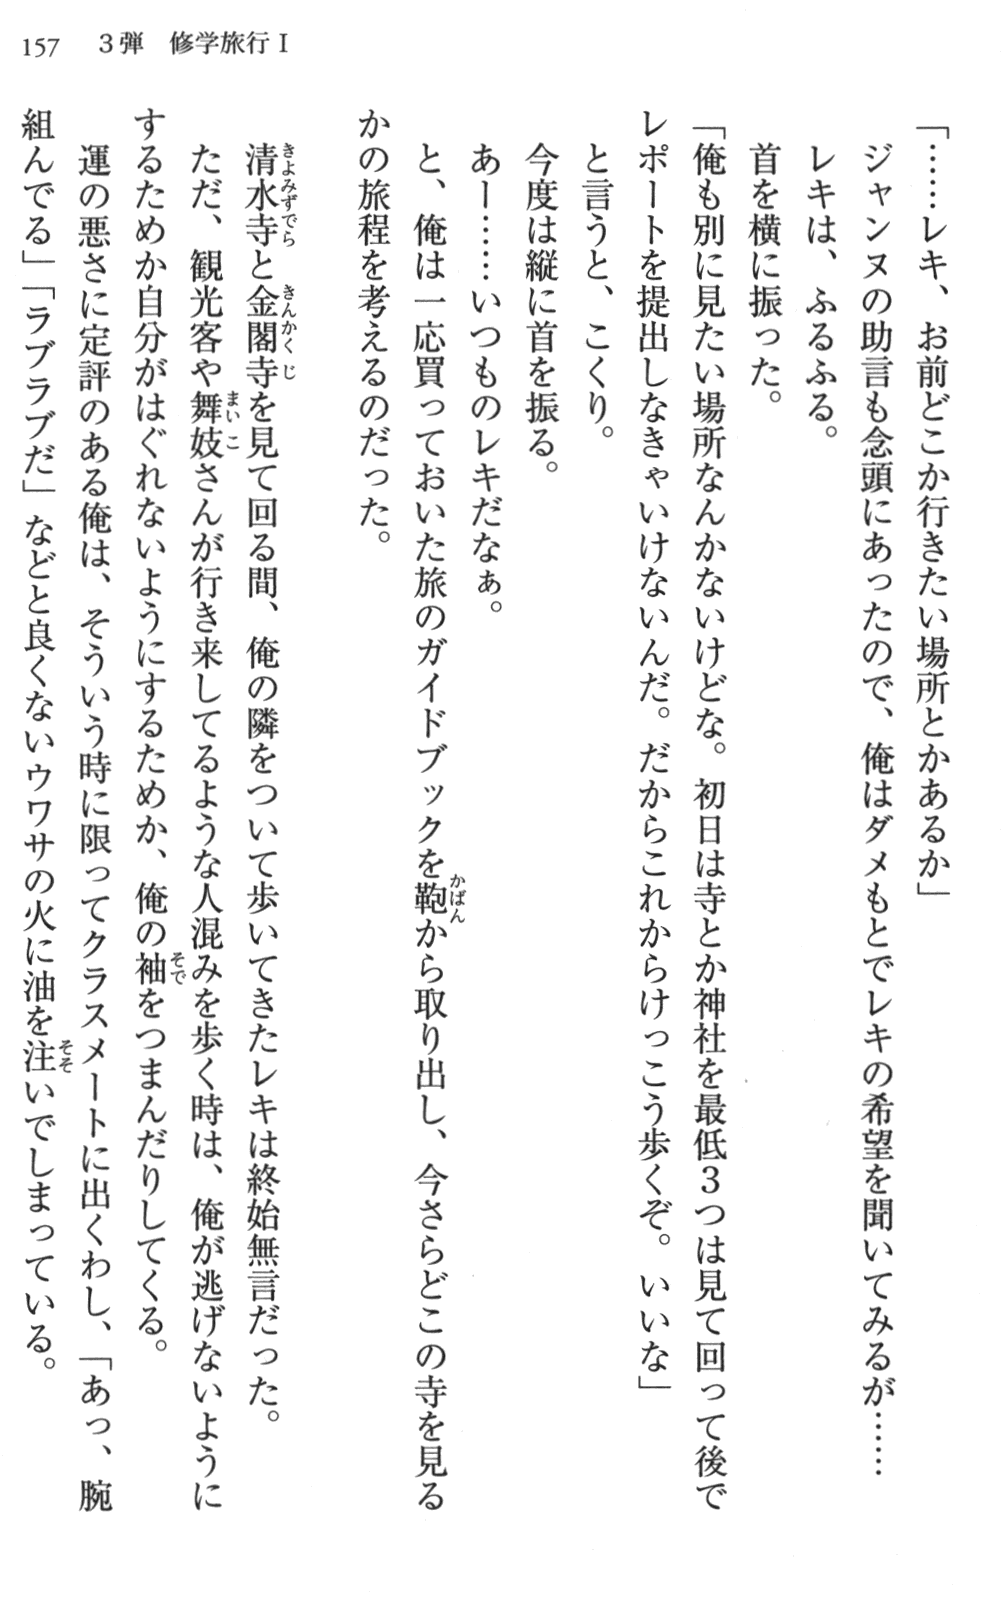 157　３弾　修学旅行Ⅰ
「……レキ、お前どこか行きたい場所とかあるか」
　ジャンヌの助言も念頭にあったので、俺はダメもとでレキの希望を聞いてみるが……
　レキは、ふるふる。
　首を横に振った。
「俺も別に見たい場所なんかないけどな。初日は寺とか神社を最低３つは見て回って後で
レポートを提出しなきゃいけないんだ。だからこれからけっこう歩くぞ。いいな」
　と言うと、こくり。
　今度は縦に首を振る。
　あー……いつものレキだなぁ。
　と、俺は一応買っておいた旅のガイドブックを鞄から取り出し、今さらどこの寺を見る
かの旅程を考えるのだった。
　清水寺と金閣寺を見て回る間、俺の隣をついて歩いてきたレキは終始無言だった。
　ただ、観光客や舞妓さんが行き来してるような人混みを歩く時は、俺が逃げないように
するためか自分がはぐれないようにするためか、俺の袖をつまんだりしてくる。
　運の悪さに定評のある俺は、そういう時に限ってクラスメートに出くわし、「あっ、腕
組んでる」「ラブラブだ」などと良くないウワサの火に油を注いでしまっている。